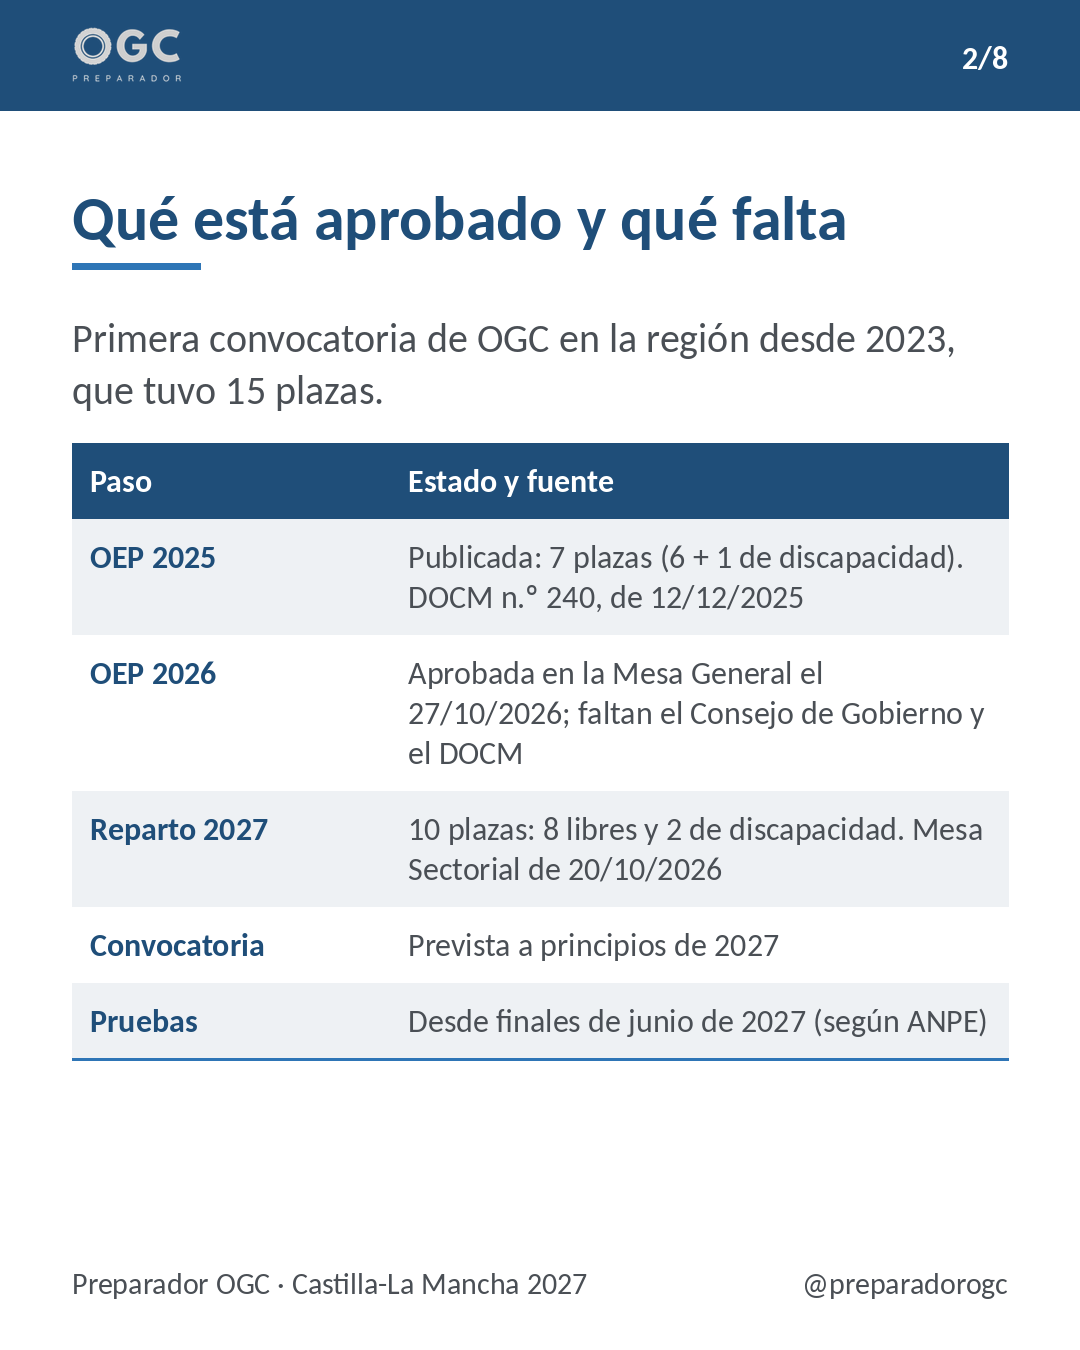 OGC
PREPARADOR
2/8
Qué está aprobado y qué falta
Primera convocatoria de OGC en la región desde 2023,
que tuvo 15 plazas.
Paso
Estado y fuente
OEP 2025
Publicada: 7 plazas (6 + 1 de discapacidad).
DOCM n.º 240, de 12/12/2025
OEP 2026
Aprobada en la Mesa General el
27/10/2026; faltan el Consejo de Gobierno y
el DOCM
Reparto 2027
10 plazas: 8 libres y 2 de discapacidad. Mesa
Sectorial de 20/10/2026
Convocatoria
Prevista a principios de 2027
Pruebas
Desde finales de junio de 2027 (según ANPE)
Preparador OGC · Castilla-La Mancha 2027
@preparadorogc